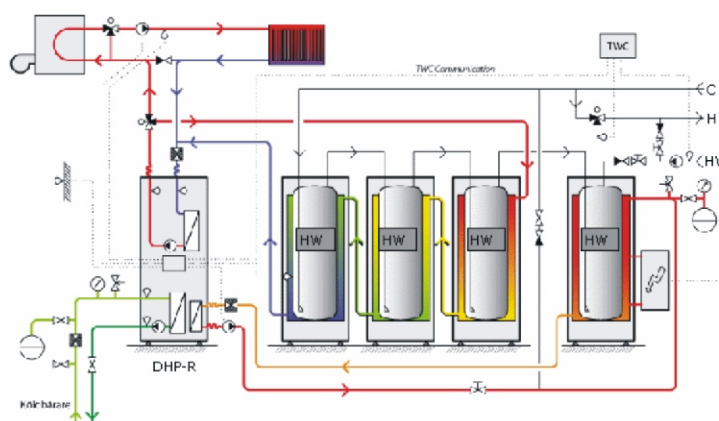 TWC
TWC Communication
C
H
HW
HW
HW
HW
HW
DHP-R
Köldbärare